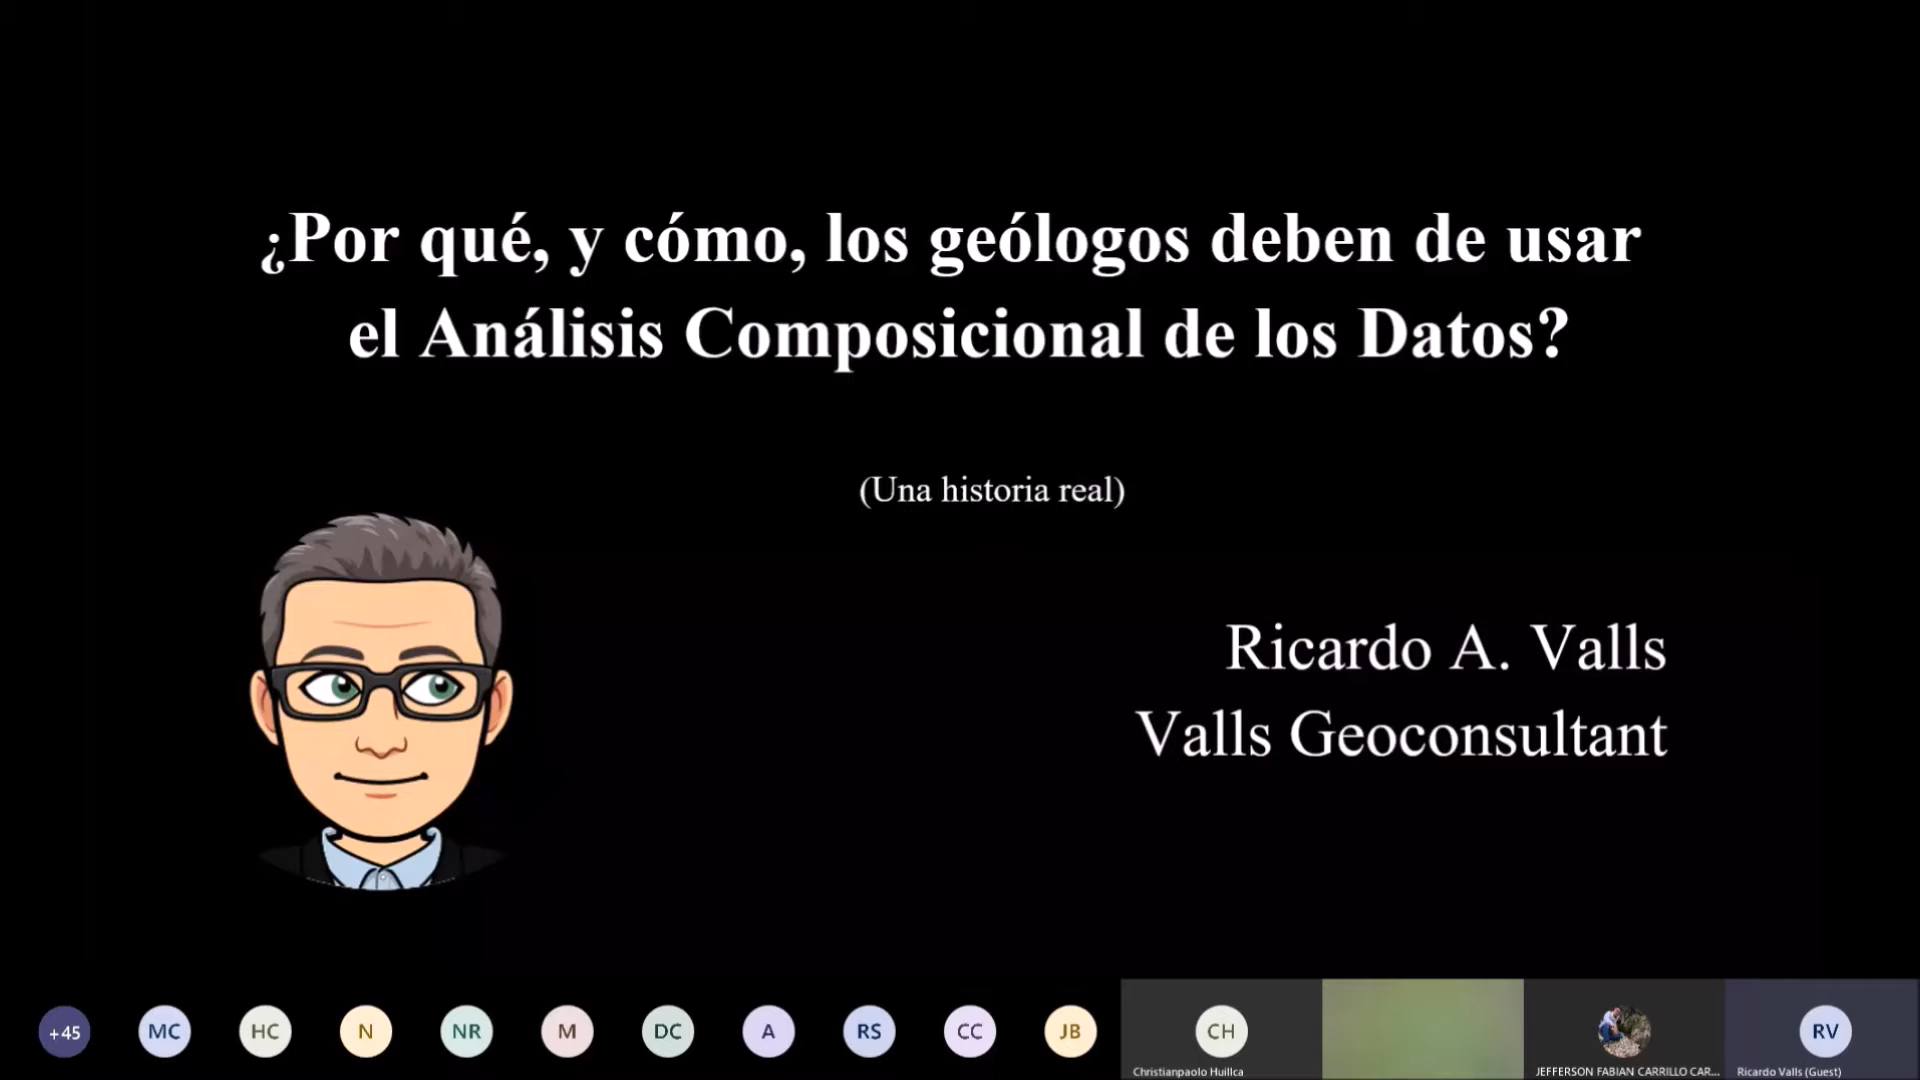 ¿Por qué, y cómo, los geólogos deben de usar
el Análisis Composicional de los Datos?
(Una historia real)
Ricardo A. Valls
Valls Geoconsultant
+45
MC
HC
N
NR
M
DC
A
RS
CC
JB
CH
RV
Christianpaolo Huillca
JEFFERSON FABIAN CARRILLO CAR...
Ricardo Valls (Guest)